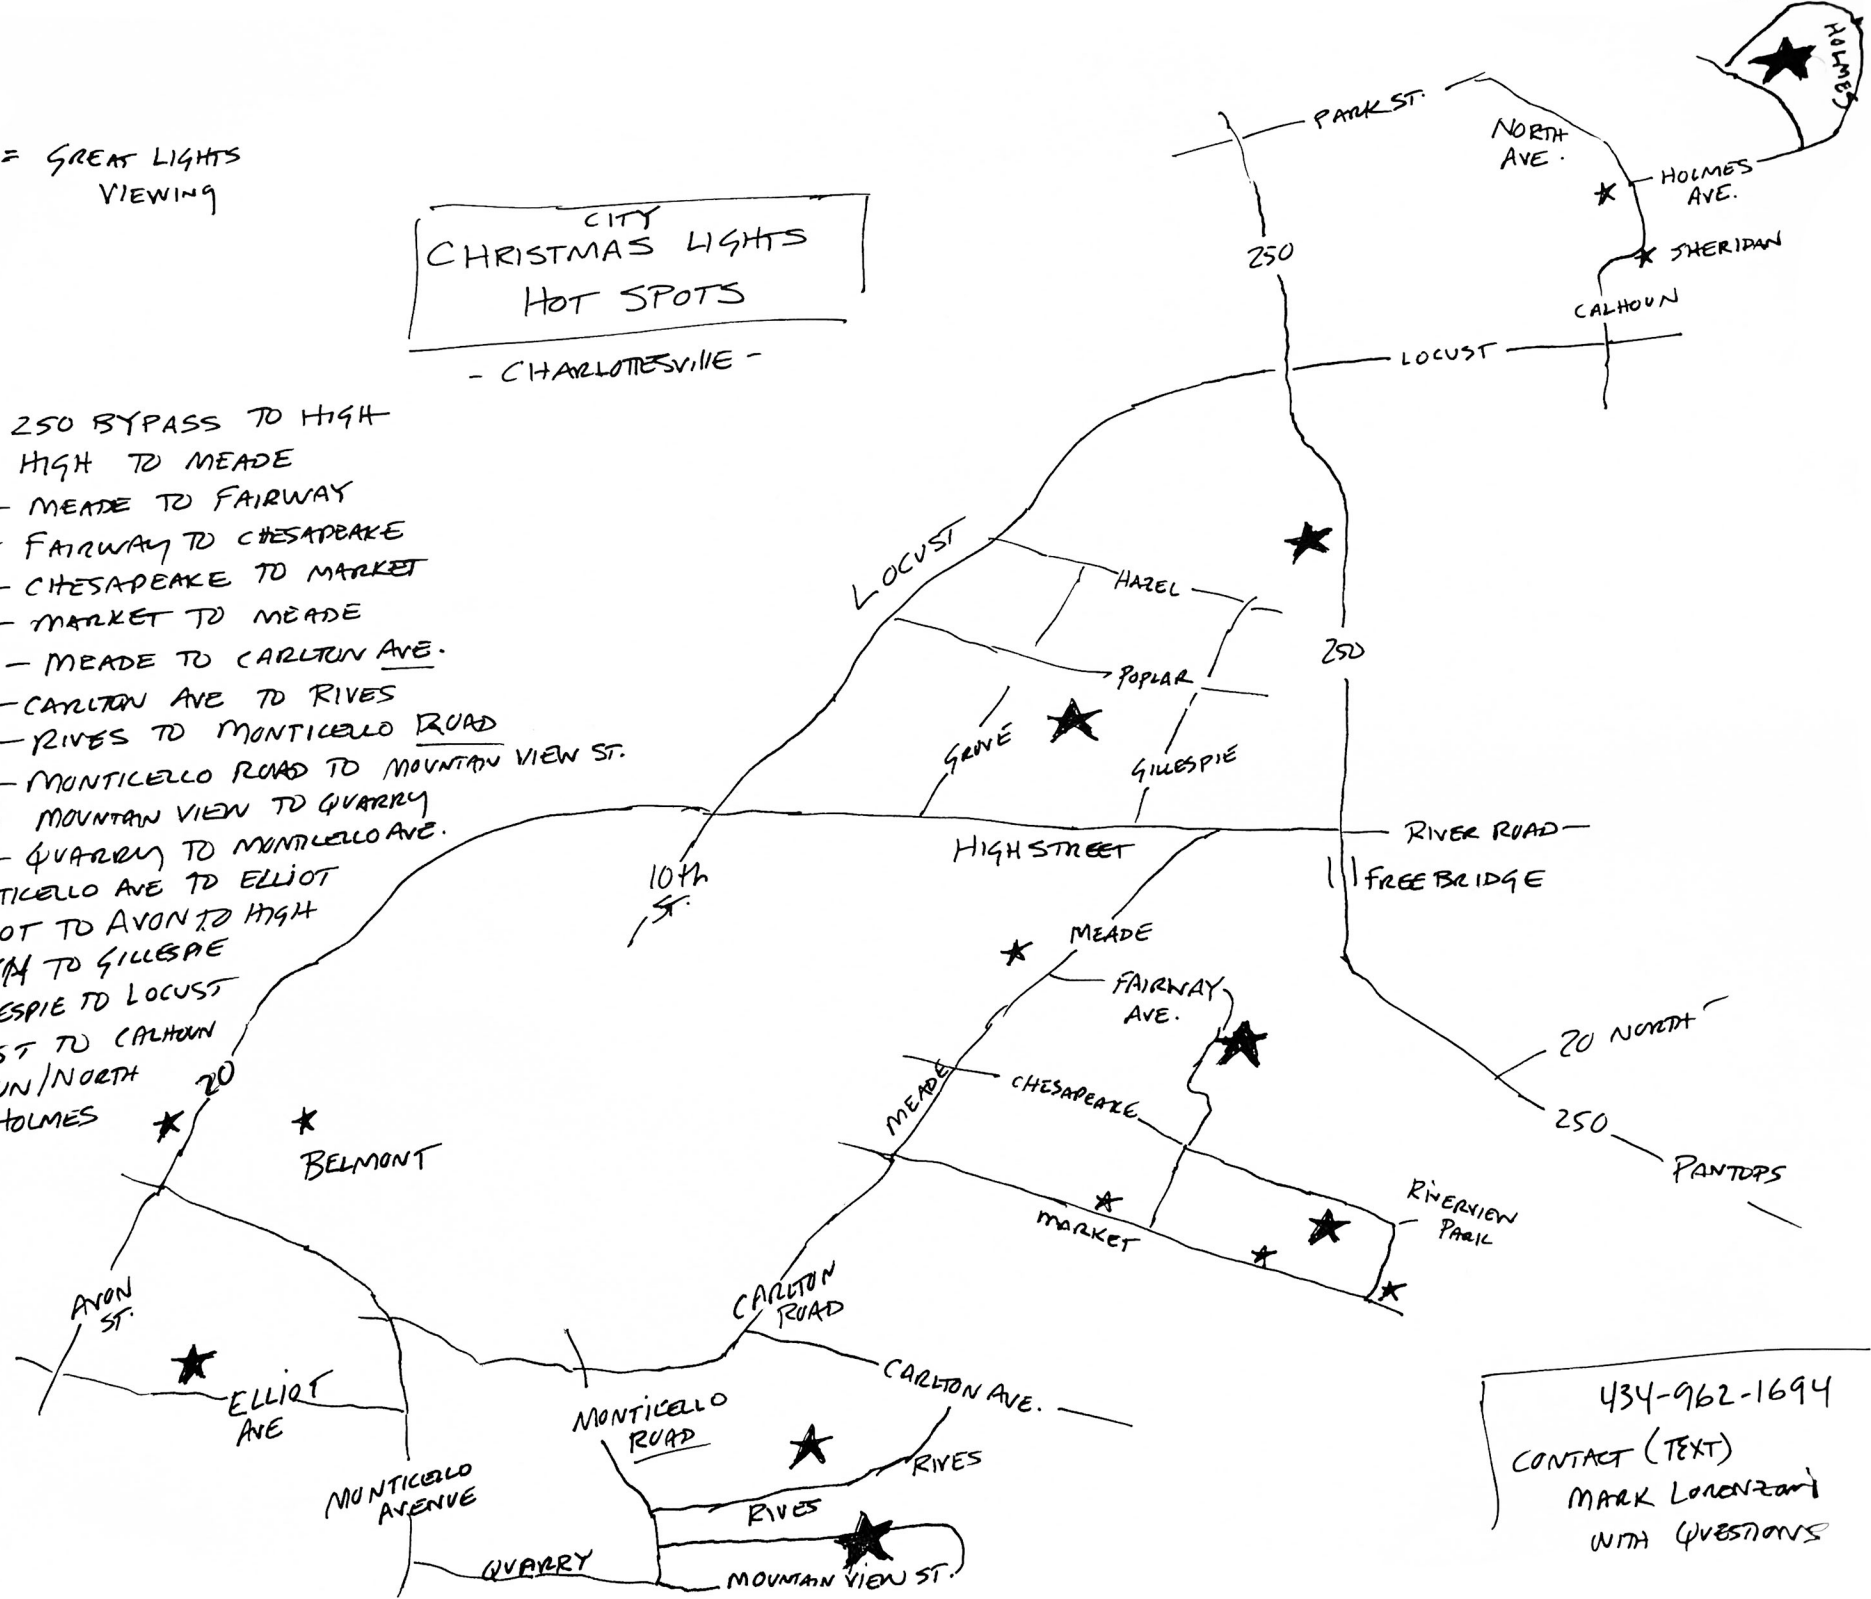 = GREAT LIGHTS
VIEWING
CITY
CHRISTMAS LIGHTS
HOT SPOTS
- CHARLOTTESVILLE -
250 BYPASS TO HIGH
HIGH TO MEADE
- MEADE TO FAIRWAY
FAIRWAY TO CHESAPEAKE
- CHESAPEAKE TO MARKET
- MARKET TO MEADE
- MEADE TO CARLTON AVE.
- CARLTON AVE TO RIVES
- RIVES TO MONTICELLO ROAD
- MONTICELLO ROAD TO MOUNTAIN VIEW ST.
MOUNTAIN VIEW TO QUARRY
- QUARRY TO MONTICELLO AVE.
TICELLO AVE TO ELLIOT
OT TO AVON TO HIGH
TO GILLESPIE
ESPIE TO LOCUST
ST TO CALHOUN
UN/NORTH
HOLMES
PARK ST.
NORTH
AVE.
HOLMES
HOLMES
AVE.
SHERIDAN
CALHOUN
250
LOCUST
LOCUST
HAZEL
250
POPLAR
GROVE
GILLESPIE
HIGH STREET
RIVER ROAD
FREE BRIDGE
10th
ST.
MEADE
FAIRWAY
AVE.
20 NORTH
250
PANTOPS
MEADE
CHESAPEAKE
RIVERVIEW
PARK
MARKET
20
BELMONT
AVON
ST.
ELLIOT
AVE
CARLTON
ROAD
CARLTON AVE.
MONTICELLO
ROAD
RIVES
RIVES
MONTICELLO
AVENUE
QUARRY
MOUNTAIN VIEW ST.
434-962-1694
CONTACT (TEXT)
MARK LORENZONI
WITH QUESTIONS